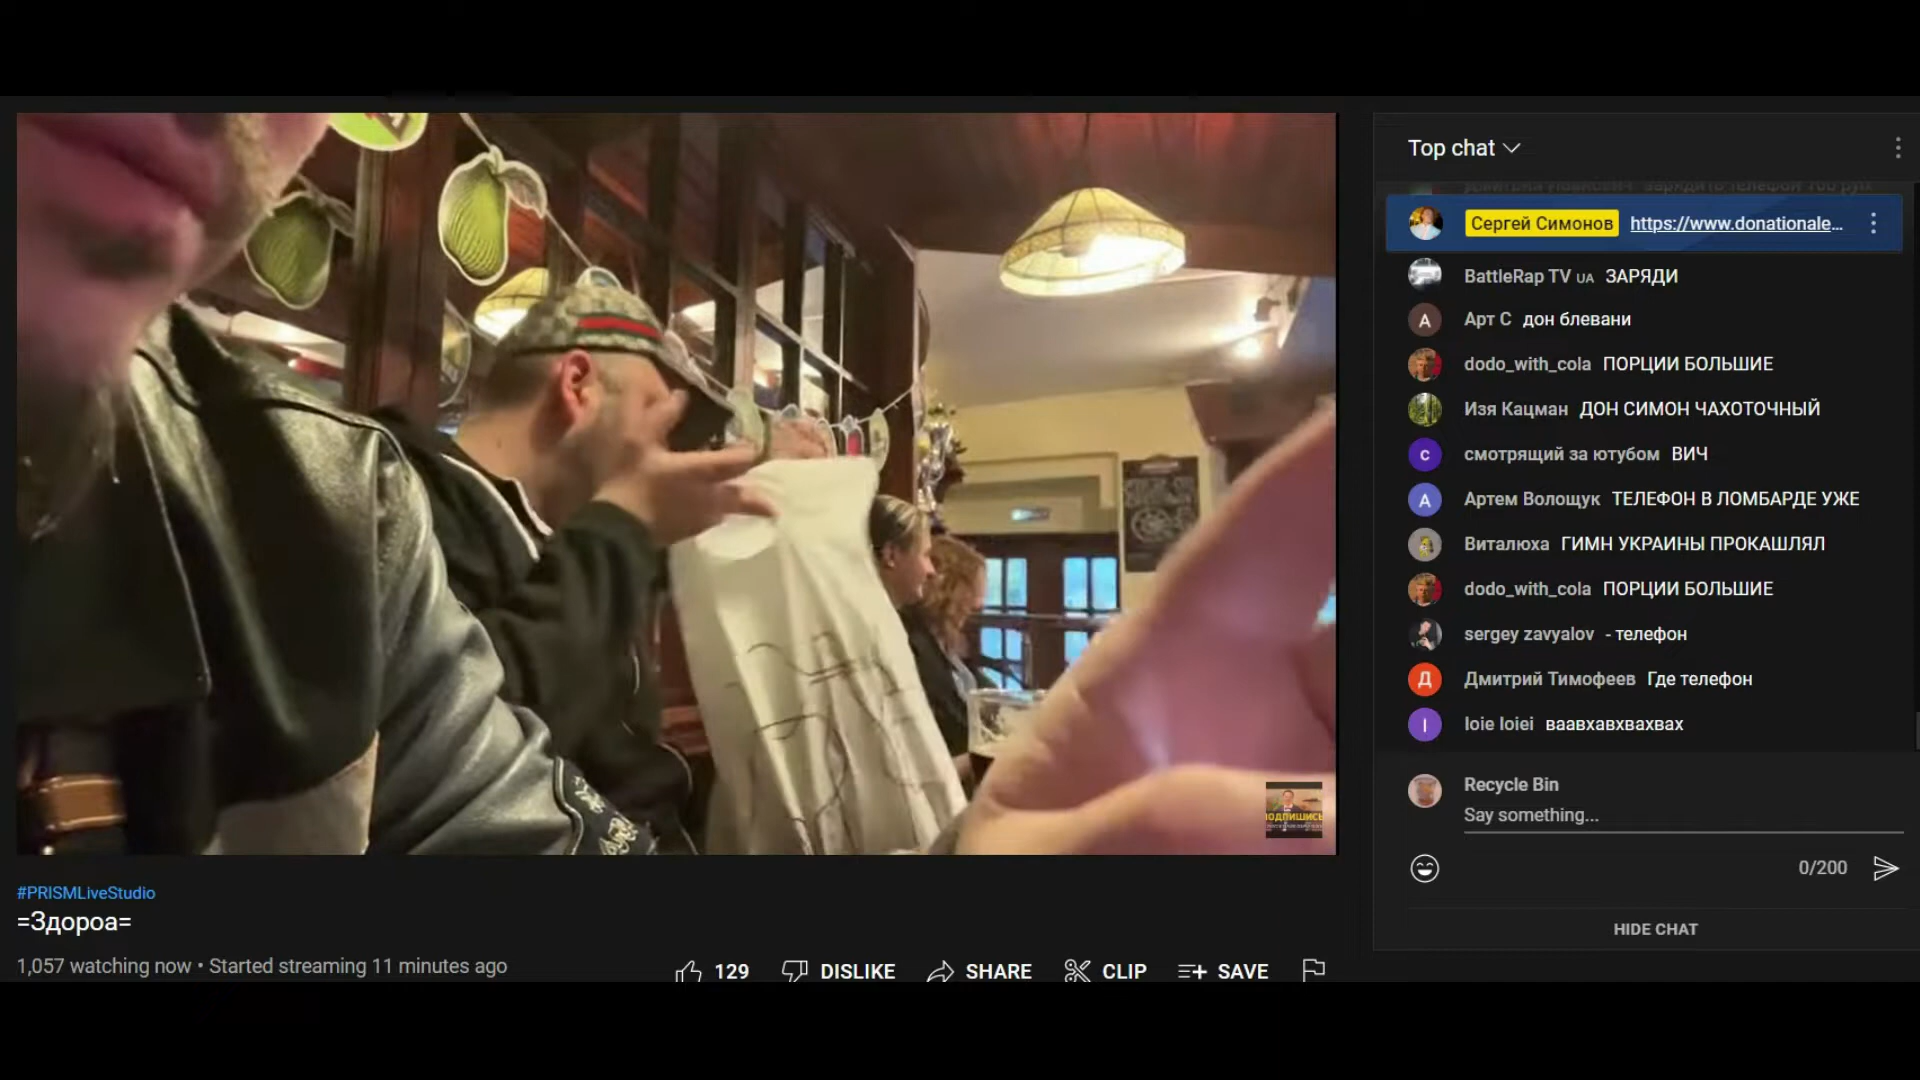 Top chat
Сергей Симонов https://www.donationale...
BattleRap TV UA ЗАРЯДИ
Арт С дон блевани
dodo_with_cola ПОРЦИИ БОЛЬШИЕ
Изя Кацман ДОН СИМОН ЧАХОТОЧНЫЙ
смотрящий за ютубом ВИЧ
Артем Волощук ТЕЛЕФОН В ЛОМБАРДЕ УЖЕ
Виталюха ГИМН УКРАИНЫ ПРОКАШЛЯЛ
dodo_with_cola ПОРЦИИ БОЛЬШИЕ
sergey zavyalov - телефон
Д Дмитрий Тимофеев Где телефон
I loie loiei ваавхавхвахвах
Recycle Bin
Say something...
0/200
HIDE CHAT
ПОДПИШИСЬ
#PRISMLiveStudio
=Здороа=
1,057 watching now • Started streaming 11 minutes ago
129 DISLIKE SHARE CLIP SAVE